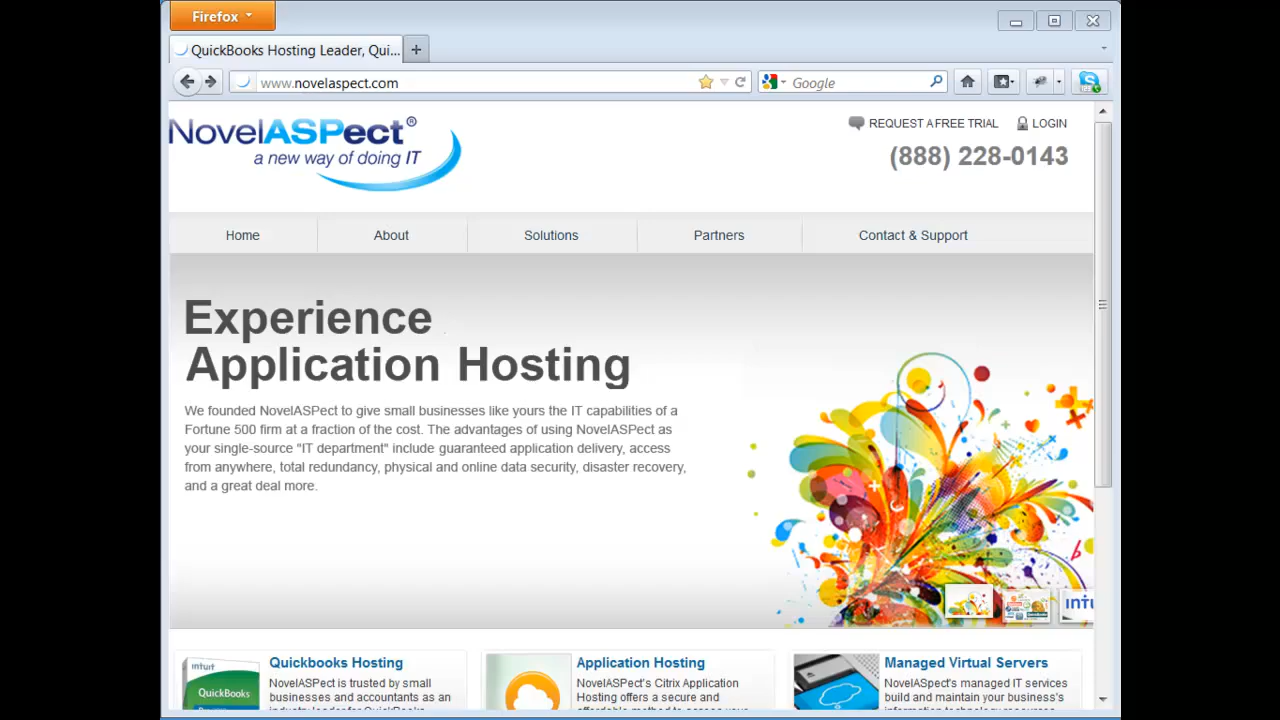 Firefox
QuickBooks Hosting Leader, Qui...
www.novelaspect.com
Google
NovelASPect®
a new way of doing IT
REQUEST A FREE TRIAL
LOGIN
(888) 228-0143
Home
About
Solutions
Partners
Contact & Support
Experience
Application Hosting
We founded NovelASPect to give small businesses like yours the IT capabilities of a
Fortune 500 firm at a fraction of the cost. The advantages of using NovelASPect as
your single-source "IT department" include guaranteed application delivery, access
from anywhere, total redundancy, physical and online data security, disaster recovery,
and a great deal more.
intuit
intuit
QuickBooks
Quickbooks Hosting
NovelASPect is trusted by small
businesses and accountants as an
industry leader for QuickBooks
Application Hosting
NovelASPect's Citrix Application
Hosting offers a secure and
affordable method to access your
Managed Virtual Servers
NovelASpect's managed IT services
build and maintain your business's
information technology resources